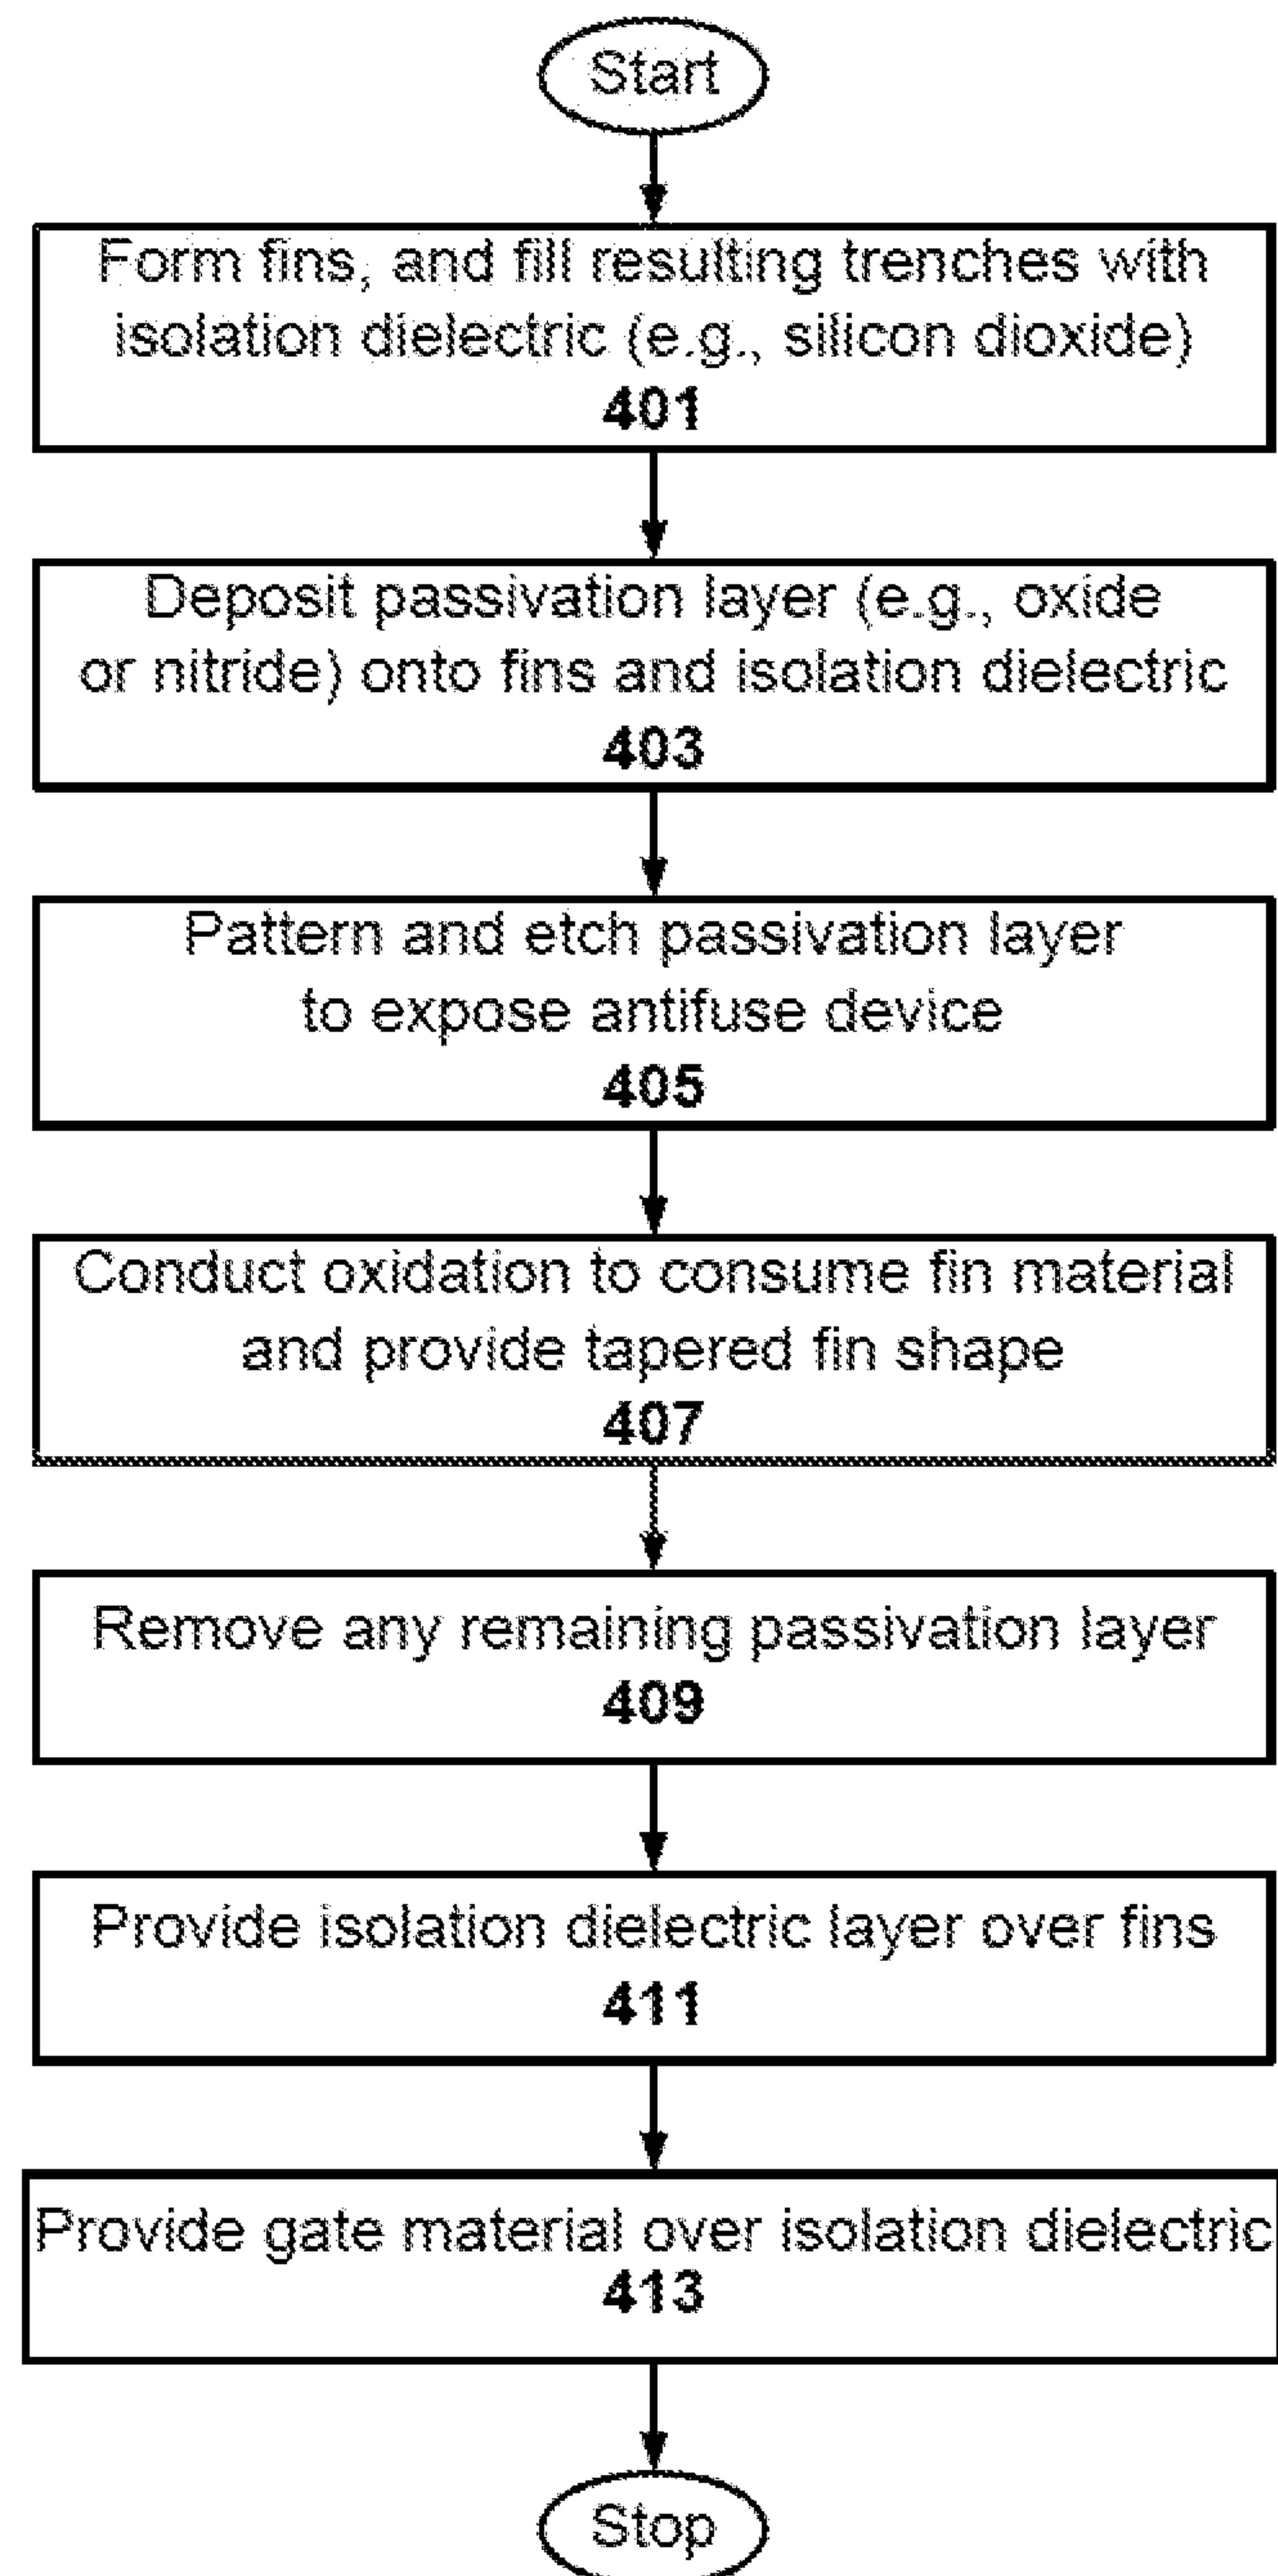 Start
Form fins, and fill resulting trenches with
isolation dielectric (e.g., silicon dioxide)
401
Deposit passivation layer (e.g., oxide
or nitride) onto fins and isolation dielectric
403
Pattern and etch passivation layer
to expose antifuse device
405
Conduct oxidation to consume fin material
and provide tapered fin shape
407
Remove any remaining passivation layer
409
Provide isolation dielectric layer over fins
411
Provide gate material over isolation dielectric
413
Stop